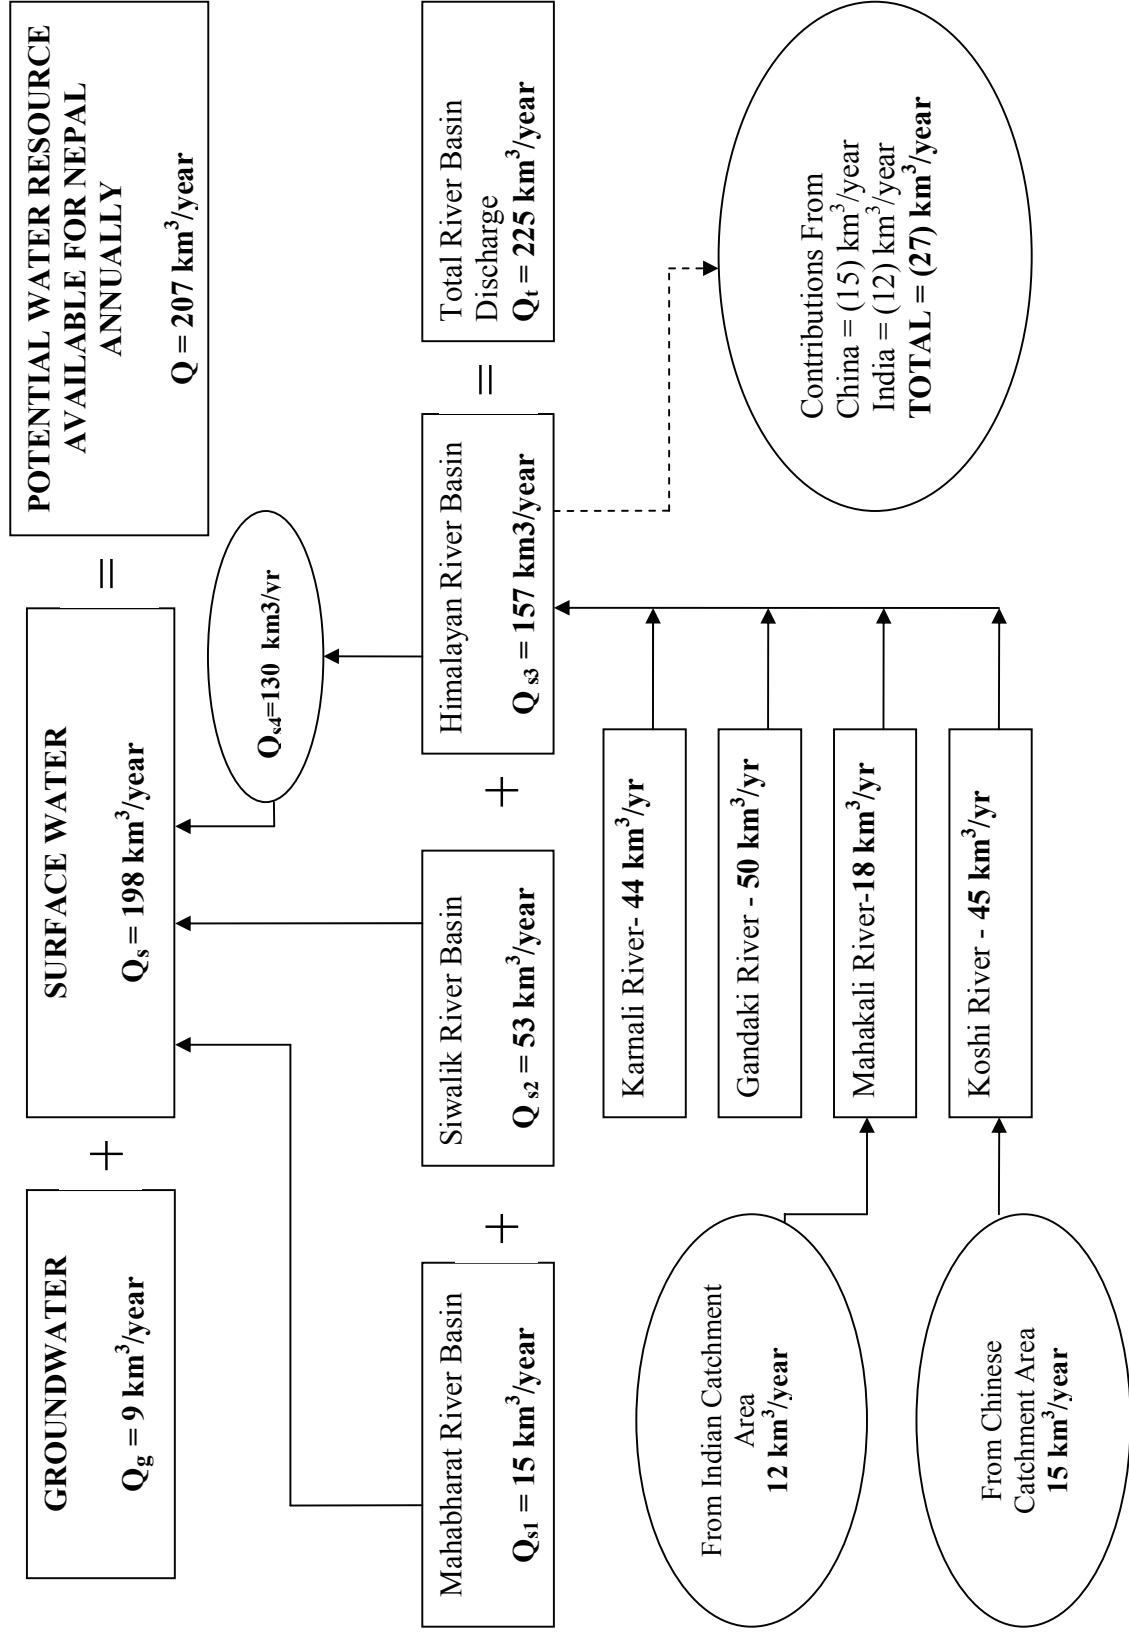 GROUNDWATER
Qg = 9 km³/year
+
SURFACE WATER
Qs = 198 km³/year
=
POTENTIAL WATER RESOURCE
AVAILABLE FOR NEPAL
ANNUALLY
Q = 207 km³/year
Qs4=130 km3/yr
Mahabharat River Basin
Qs1 = 15 km³/year
+
Siwalik River Basin
Q s2 = 53 km³/year
+
Himalayan River Basin
Q s3 = 157 km3/year
=
Total River Basin
Discharge
Qt = 225 km³/year
From Indian Catchment
Area
12 km³/year
From Chinese
Catchment Area
15 km³/year
Karnali River- 44 km³/yr
Gandaki River - 50 km³/yr
Mahakali River-18 km³/yr
Koshi River - 45 km³/yr
Contributions From
China = (15) km³/year
India = (12) km³/year
TOTAL = (27) km³/year